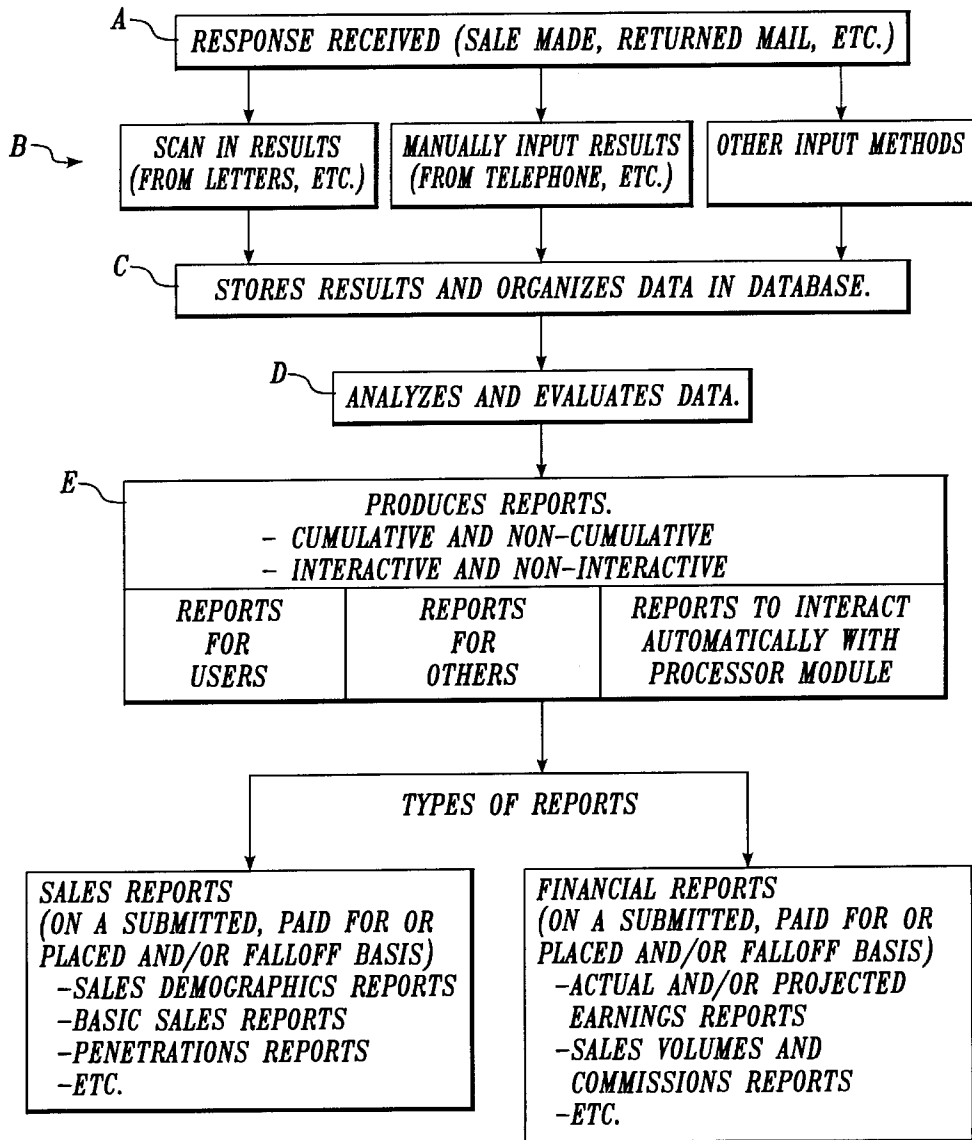 A
RESPONSE RECEIVED (SALE MADE, RETURNED MAIL, ETC.)
B
SCAN IN RESULTS
(FROM LETTERS, ETC.)
MANUALLY INPUT RESULTS
(FROM TELEPHONE, ETC.)
OTHER INPUT METHODS
C
STORES RESULTS AND ORGANIZES DATA IN DATABASE.
D
ANALYZES AND EVALUATES DATA.
E
PRODUCES REPORTS.
- CUMULATIVE AND NON-CUMULATIVE
- INTERACTIVE AND NON-INTERACTIVE
REPORTS
FOR
USERS
REPORTS
FOR
OTHERS
REPORTS TO INTERACT
AUTOMATICALLY WITH
PROCESSOR MODULE
TYPES OF REPORTS
SALES REPORTS
(ON A SUBMITTED, PAID FOR OR
PLACED AND/OR FALLOFF BASIS)
-SALES DEMOGRAPHICS REPORTS
-BASIC SALES REPORTS
-PENETRATIONS REPORTS
-ETC.
FINANCIAL REPORTS
(ON A SUBMITTED, PAID FOR OR
PLACED AND/OR FALLOFF BASIS)
-ACTUAL AND/OR PROJECTED
EARNINGS REPORTS
-SALES VOLUMES AND
COMMISSIONS REPORTS
-ETC.